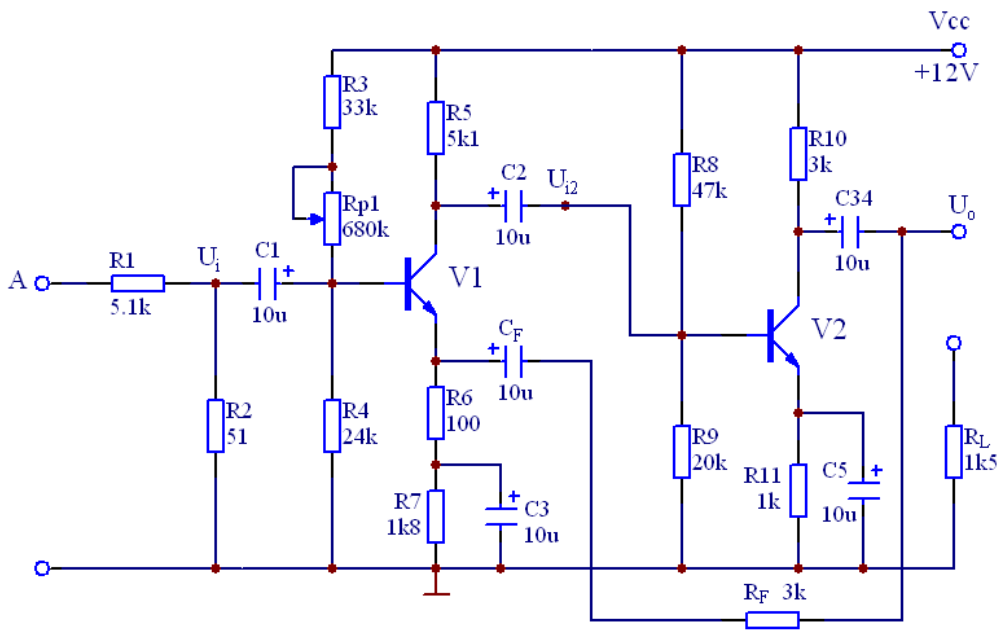 Vcc
+12V
R3
33k
R5
5k1
R8
47k
R10
3k
C2
+
10u
Ui2
Rp1
680k
C34
+
10u
Uo
A
R1
5.1k
Ui
C1
+
10u
V1
V2
CF
+
10u
R2
51
R4
24k
R6
100
R7
1k8
C3
+
10u
R9
20k
R11
1k
C5
+
10u
RL
1k5
RF 3k